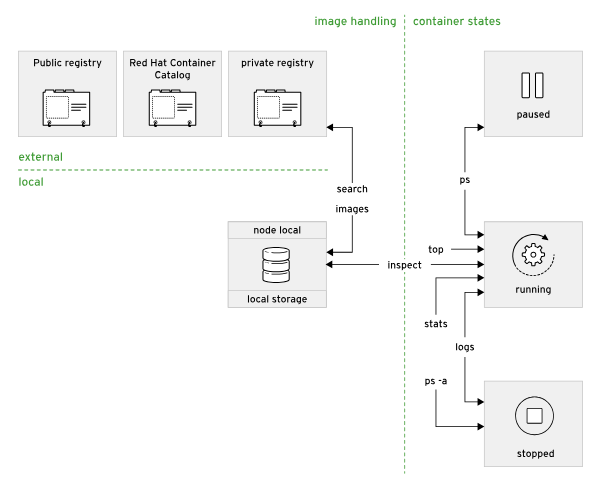 image handling
container states
Public registry
Red Hat Container
Catalog
private registry
paused
external
local
ps
search
images
node local
local storage
top
inspect
running
stats
logs
ps -a
stopped